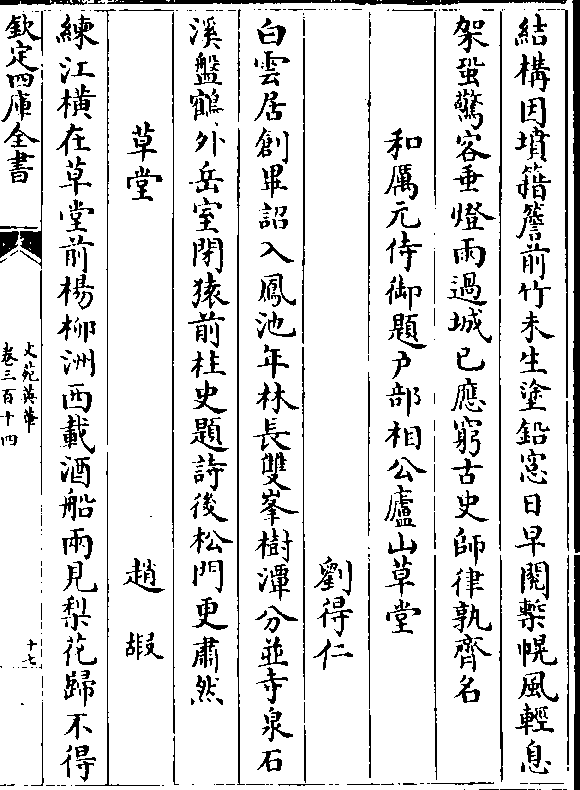 結構因墳籍簷前竹未生塗鉛窓日早閱槧幌風輕息
架蛩驚客垂燈雨過城已應窮古史師律孰齊名
和厲元侍御題户部相公廬山草堂
劉得仁
白雲居創畢詔入鳳池年林長雙峯樹潭分並寺泉石
溪盤鶴外岳室閉猿前柱史題詩後松門更肅然
草堂
趙嘏
練江橫在草堂前楊柳洲西載酒船兩見梨花歸不得
欽定四庫全書
文苑英華
卷三百十四
十七